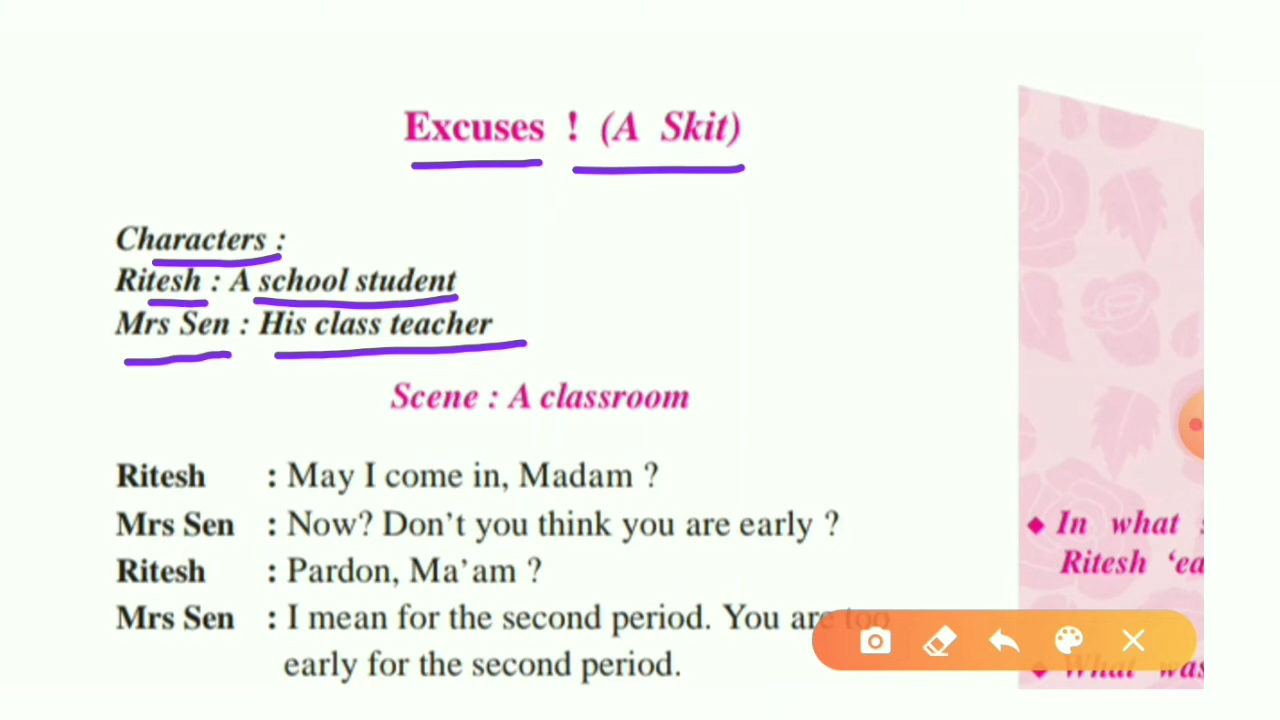 Excuses ! (A Skit)
Characters :
Ritesh : A school student
Mrs Sen : His class teacher
Scene : A classroom
Ritesh : May I come in, Madam ?
Mrs Sen : Now? Don't you think you are early ?
Ritesh : Pardon, Ma'am ?
Mrs Sen : I mean for the second period. You are too
early for the second period.
◆ In what
Ritesh 'ea
◆ What was